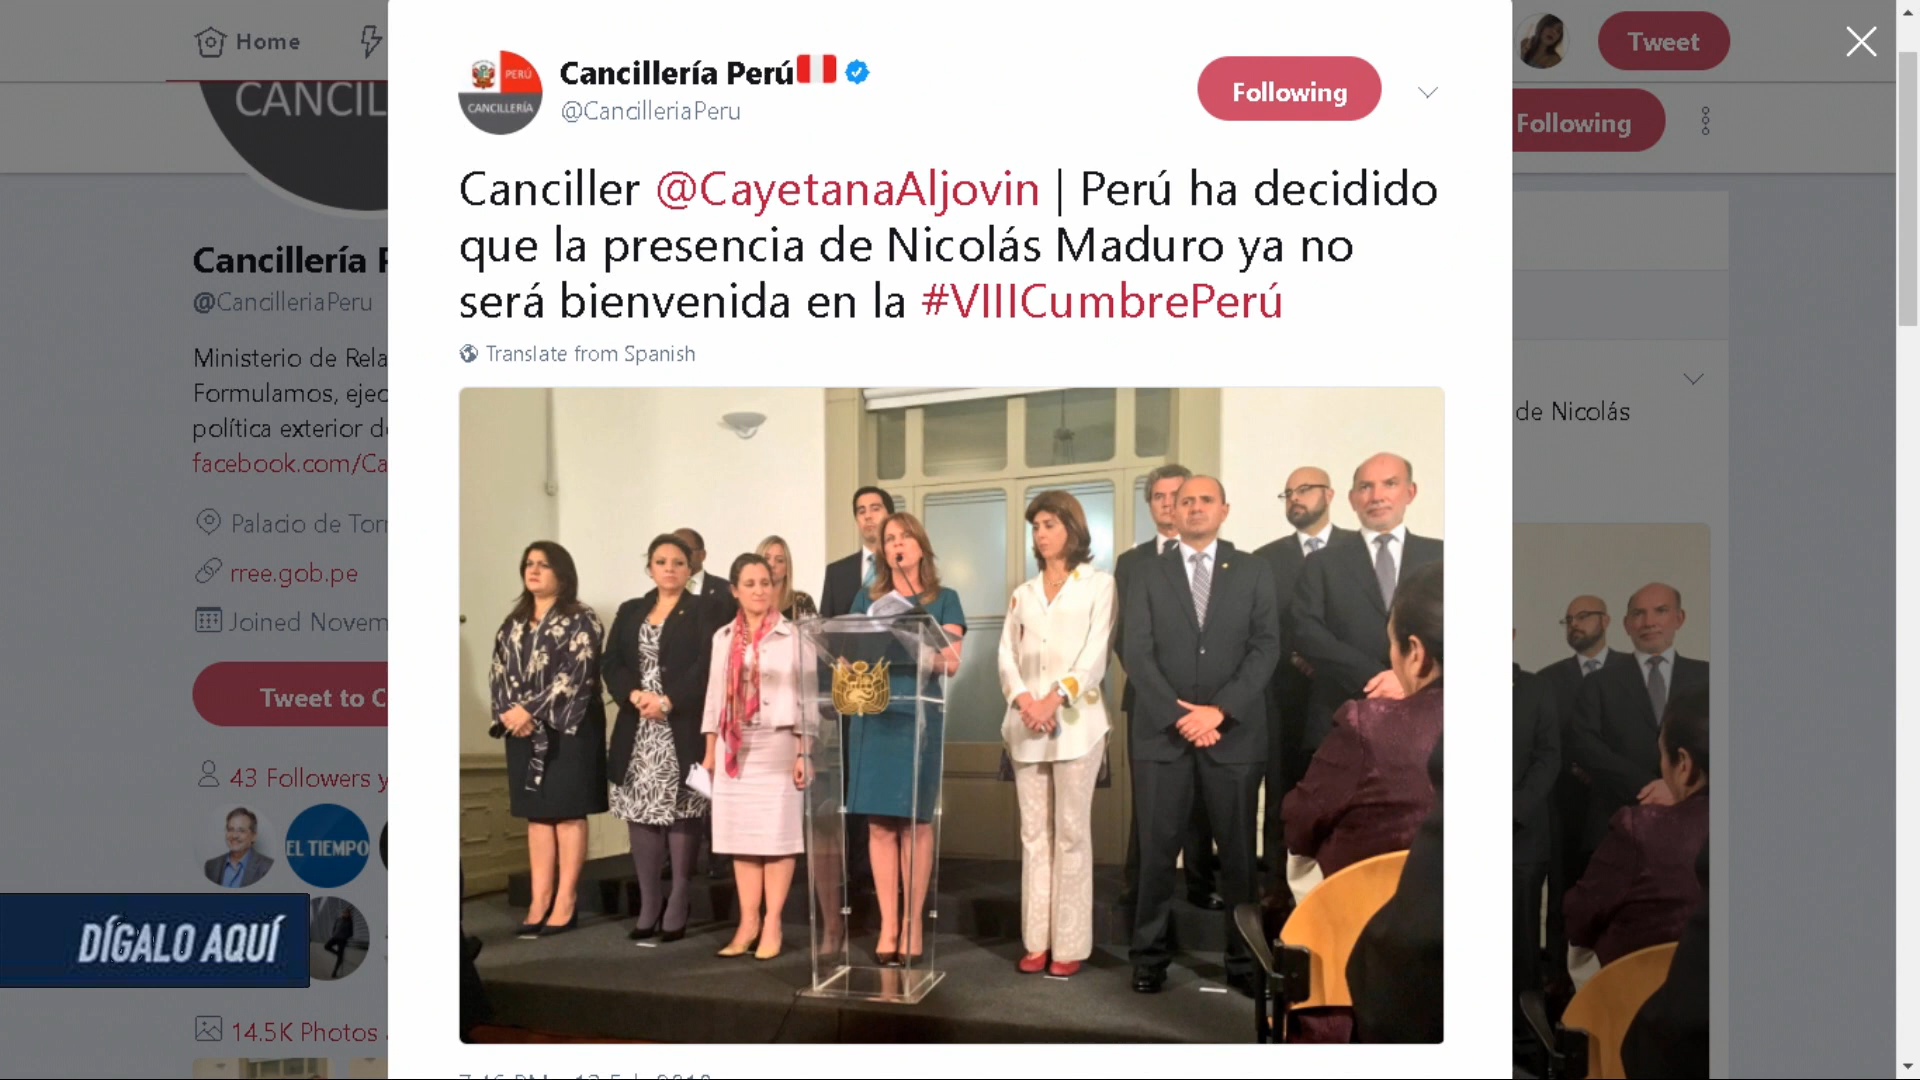 Home
Tweet
CANCIL
PERÚ
CANCILLERÍA
Cancillería Perú
@CancilleriaPeru
Following
Following
Canciller @CayetanaAljovin | Perú ha decidido
que la presencia de Nicolás Maduro ya no
será bienvenida en la #VIIICumbrePerú
Translate from Spanish
Cancillería
@CancilleriaPeru
Ministerio de Rela
Formulamos, ejec
política exterior d
facebook.com/Ca
Palacio de Torr
rree.gob.pe
Joined Novem
Tweet to C
43 Followers y
EL TIEMPO
DÍGALO AQUÍ
14.5K Photos
de Nicolás